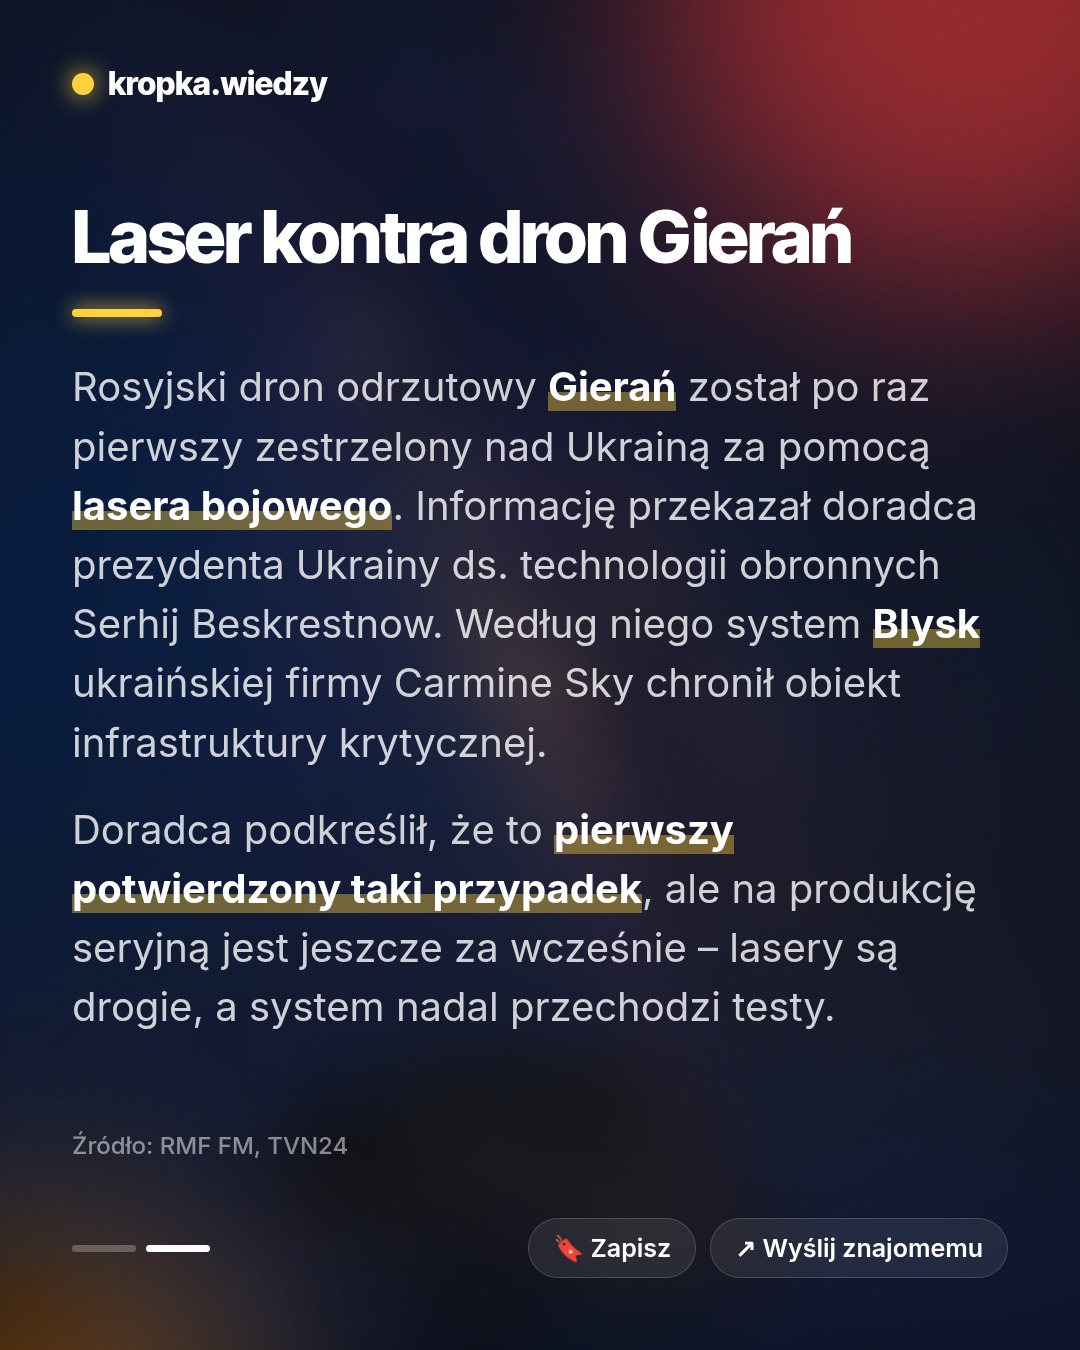 kropka.wiedzy
Laser kontra dron Gierań
Rosyjski dron odrzutowy Gierań został po raz
pierwszy zestrzelony nad Ukrainą za pomocą
lasera bojowego. Informację przekazał doradca
prezydenta Ukrainy ds. technologii obronnych
Serhij Beskrestnow. Według niego system Blysk
ukraińskiej firmy Carmine Sky chronił obiekt
infrastruktury krytycznej.
Doradca podkreślił, że to pierwszy
potwierdzony taki przypadek, ale na produkcję
seryjną jest jeszcze za wcześnie – lasery są
drogie, a system nadal przechodzi testy.
Źródło: RMF FM, TVN24
🔖 Zapisz
↗ Wyślij znajomemu